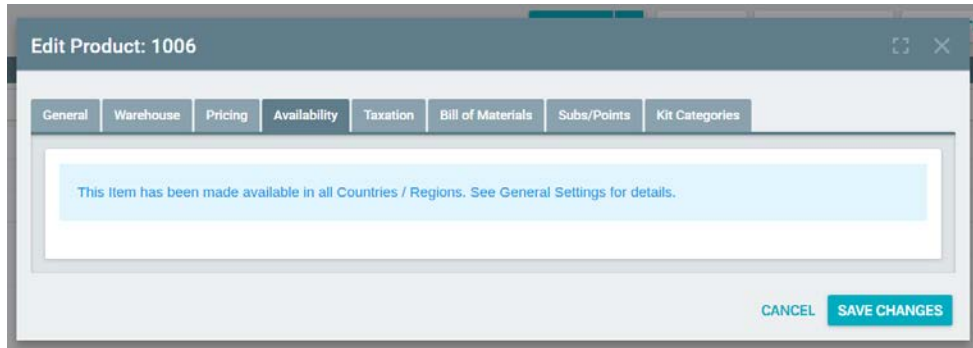 Edit Product: 1006
General Warehouse Pricing Availability Taxation Bill of Materials Subs/Points Kit Categories
This Item has been made available in all Countries / Regions. See General Settings for details.
CANCEL SAVE CHANGES